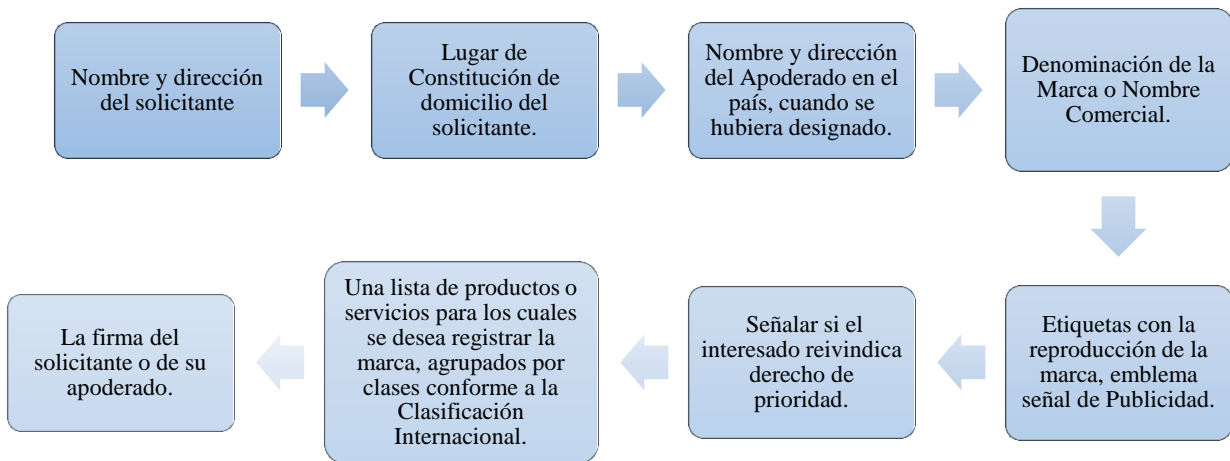 Nombre y dirección
del solicitante
Lugar de
Constitución de
domicilio del
solicitante.
Nombre y dirección
del Apoderado en el
país, cuando se
hubiera designado.
Denominación de la
Marca o Nombre
Comercial.
Etiquetas con la
reproducción de la
marca, emblema
señal de Publicidad.
Señalar si el
interesado reivindica
derecho de
prioridad.
Una lista de productos o
servicios para los cuales
se desea registrar la
marca, agrupados por
clases conforme a la
Clasificación
Internacional.
La firma del
solicitante o de su
apoderado.